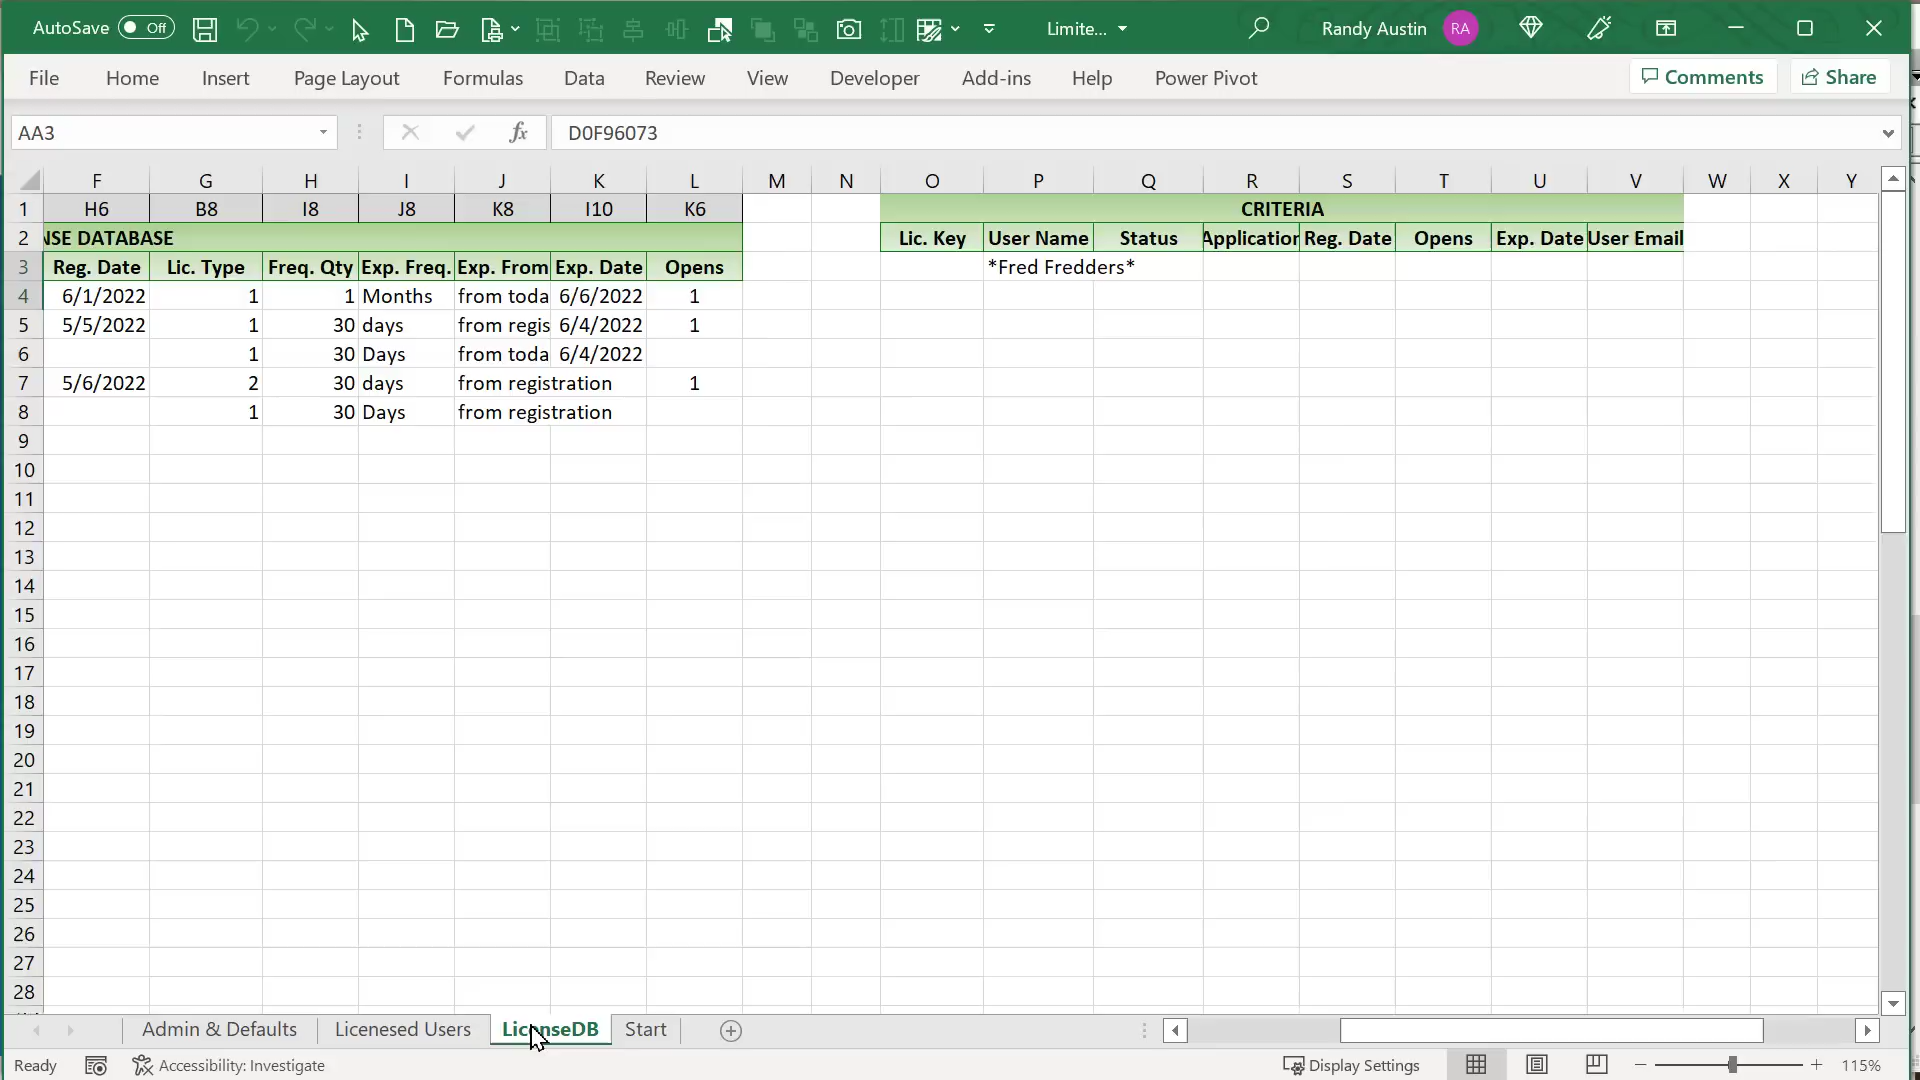 AutoSave Off Limite... Randy Austin RA
File Home Insert Page Layout Formulas Data Review View Developer Add-ins Help Power Pivot Comments Share
AA3 fx D0F96073
F G H I J K L M N O P Q R S T U V W X Y
1 H6 B8 I8 J8 K8 I10 K6 CRITERIA
2 NSE DATABASE Lic. Key User Name Status Application Reg. Date Opens Exp. Date User Email
3 Reg. Date Lic. Type Freq. Qty Exp. Freq. Exp. From Exp. Date Opens *Fred Fredders*
4 6/1/2022 1 1 Months from toda 6/6/2022 1
5 5/5/2022 1 30 days from regis 6/4/2022 1
6 1 30 Days from toda 6/4/2022
7 5/6/2022 2 30 days from registration 1
8 1 30 Days from registration
9
10
11
12
13
14
15
16
17
18
19
20
21
22
23
24
25
26
27
28
Admin & Defaults Licenesed Users LicenseDB Start
Ready Accessibility: Investigate Display Settings 115%